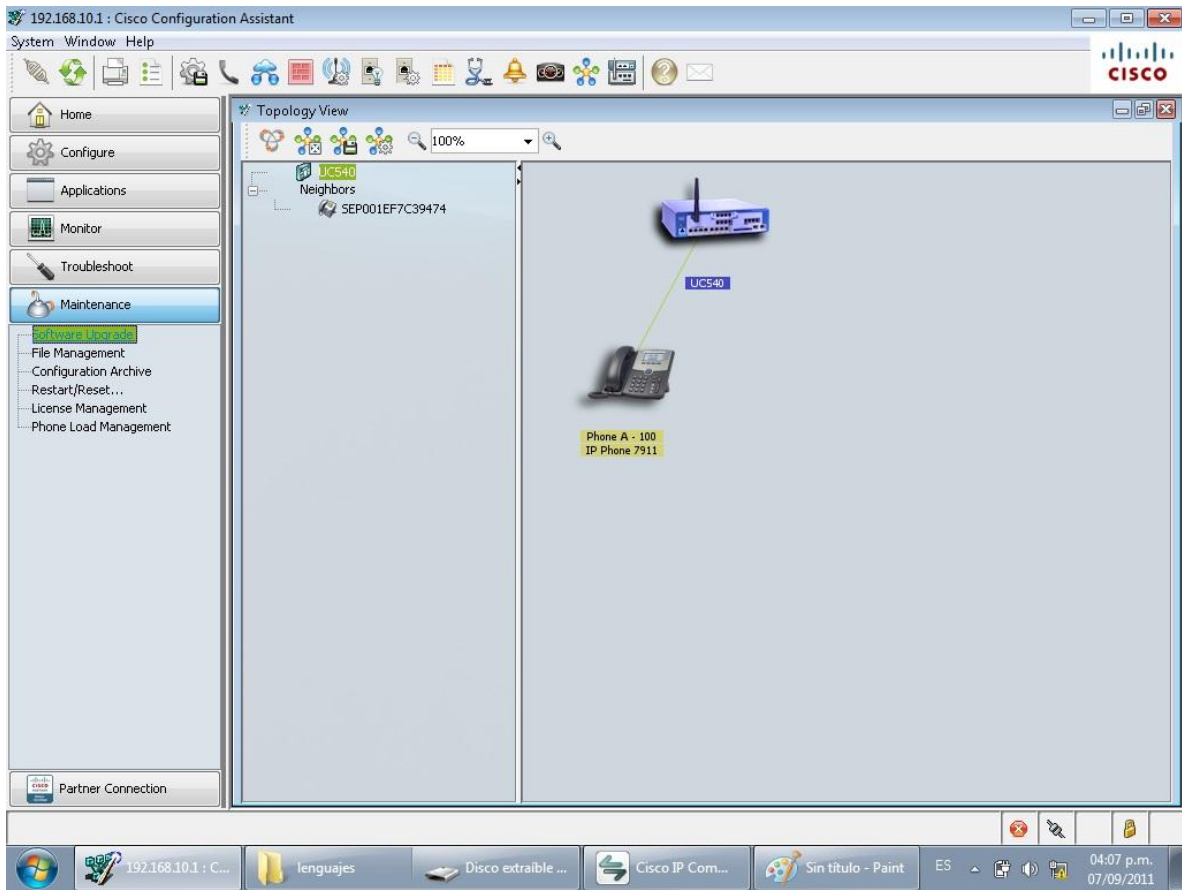 192.168.10.1 : Cisco Configuration Assistant
System Window Help
CISCO
Home
Configure
Applications
Monitor
Troubleshoot
Maintenance
Software Upgrade
File Management
Configuration Archive
Restart/Reset...
License Management
Phone Load Management
Partner Connection
Topology View
100%
UC540
Neighbors
SEP001EF7C39474
UC540
Phone A - 100
IP Phone 7911
192.168.10.1 : C...
lenguajes
Disco extraíble ...
Cisco IP Com...
Sin título - Paint
ES
04:07 p.m.
07/09/2011